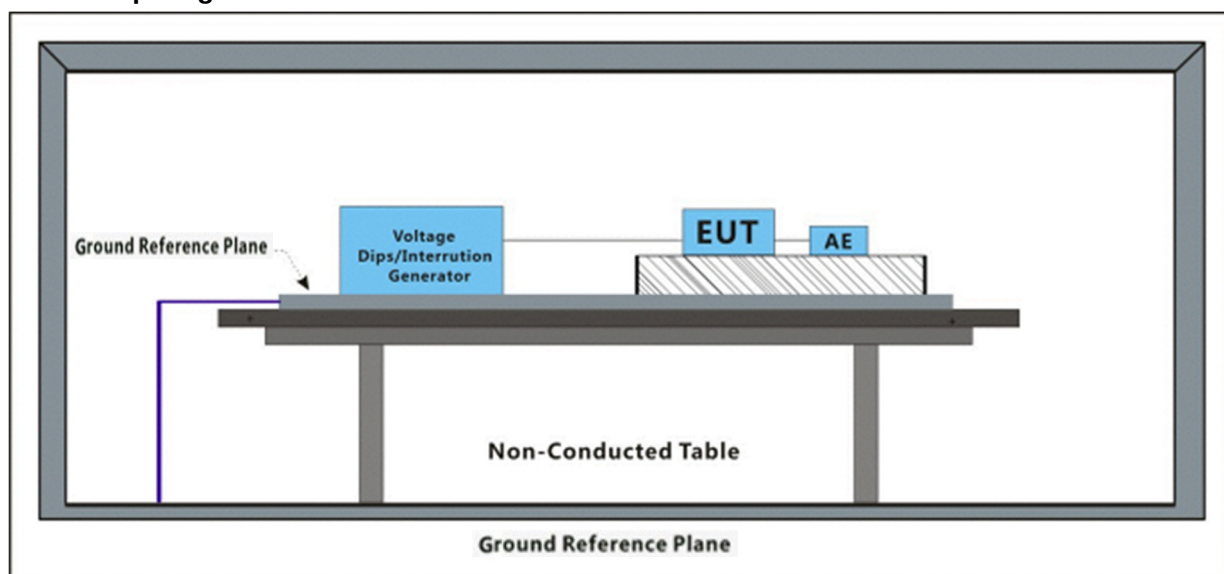 Ground Reference Plane
Voltage
Dips/Interrution
Generator
EUT
AE
Non-Conducted Table
Ground Reference Plane